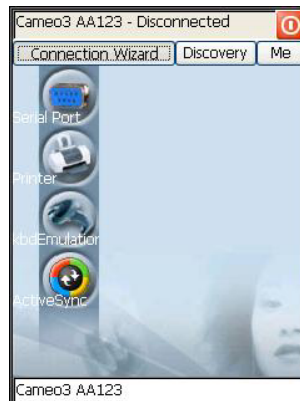 Cameo3 AA123 - Disconnected
Connection Wizard Discovery Me
Serial Port
Printer
kbdEmulation
ActiveSync
Cameo3 AA123